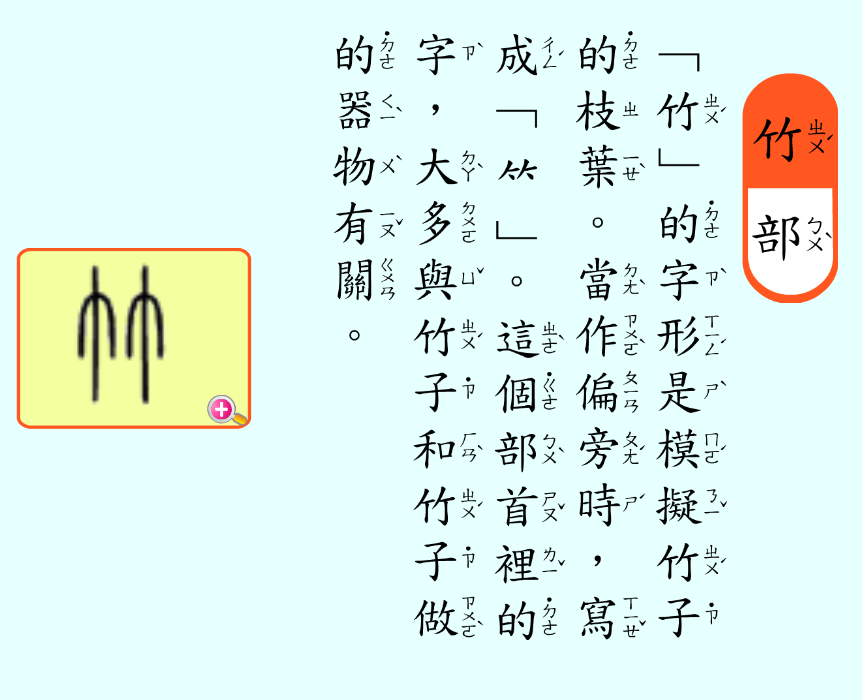 竹部
「竹」的字形是模擬竹子
的枝葉。當作偏旁時，寫
成「⺮」。這個部首裡的
字，大多與竹子和竹子做
的器物有關。